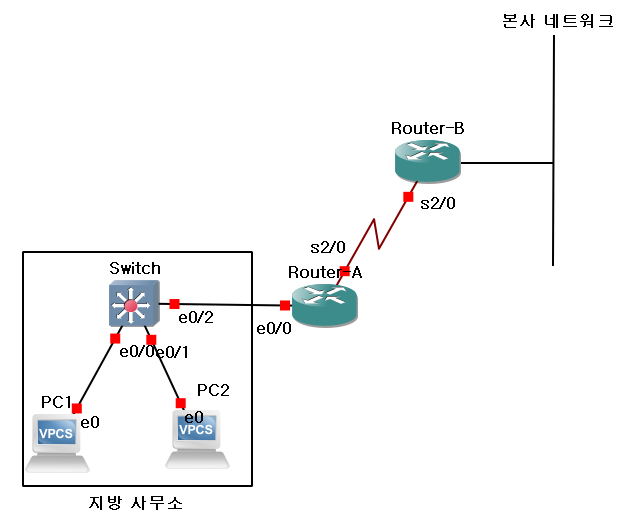 본사 네트워크
Router-B
s2/0
s2/0
Router-A
Switch
e0/2
e0/0
e0/0
e0/1
PC1
e0
VPCS
PC2
e0
VPCS
지방 사무소